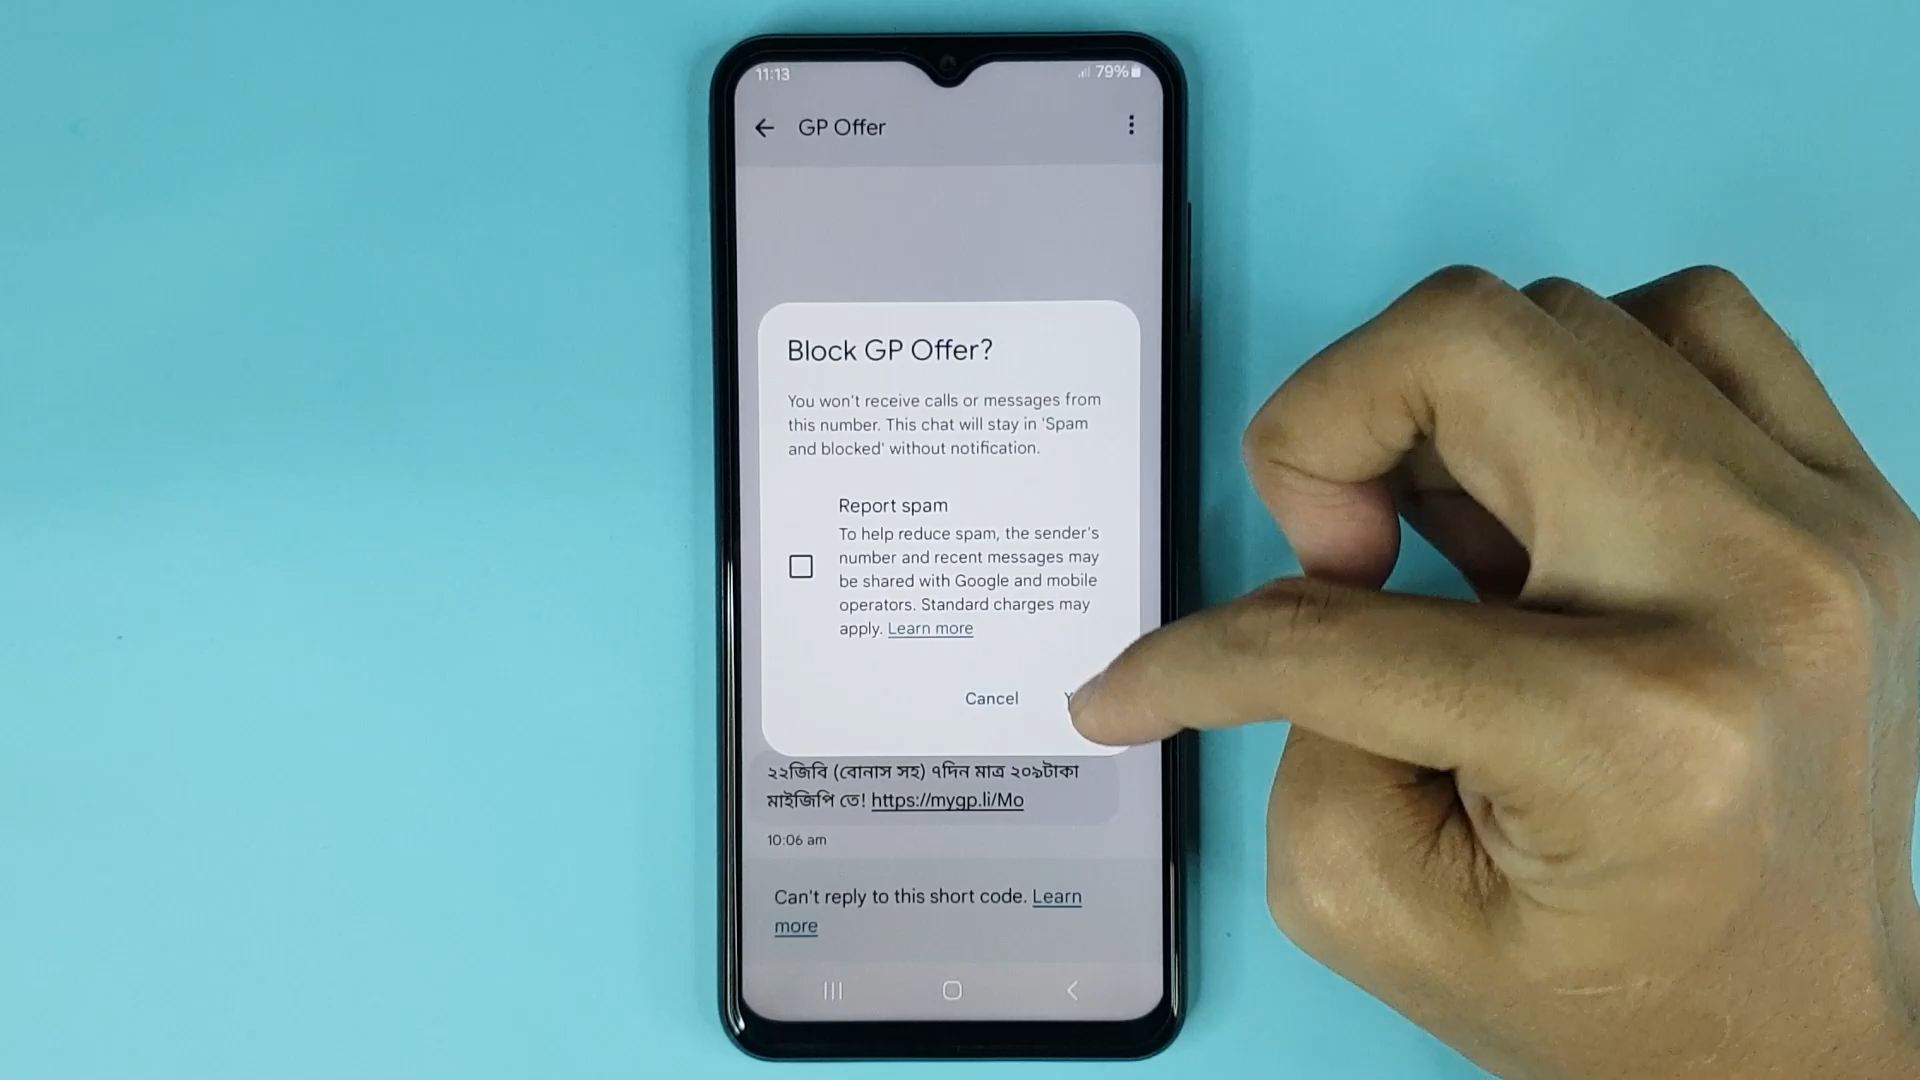 11:13 79%
GP Offer
Block GP Offer?
You won't receive calls or messages from
this number. This chat will stay in 'Spam
and blocked' without notification.
Report spam
To help reduce spam, the sender's
number and recent messages may
be shared with Google and mobile
operators. Standard charges may
apply. Learn more
Cancel
২২জিবি (বোনাস সহ) ৭দিন মাত্র ২০৯টাকা
মাইজিপি তে! https://mygp.li/Mo
10:06 am
Can't reply to this short code. Learn
more